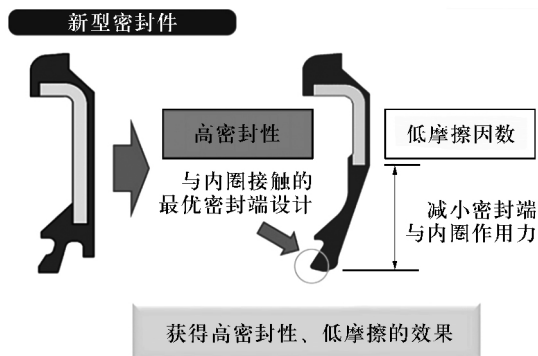 新型密封件
高密封性
低摩擦因数
与内圈接触的
最优密封端设计
减小密封端
与内圈作用力
获得高密封性、低摩擦的效果